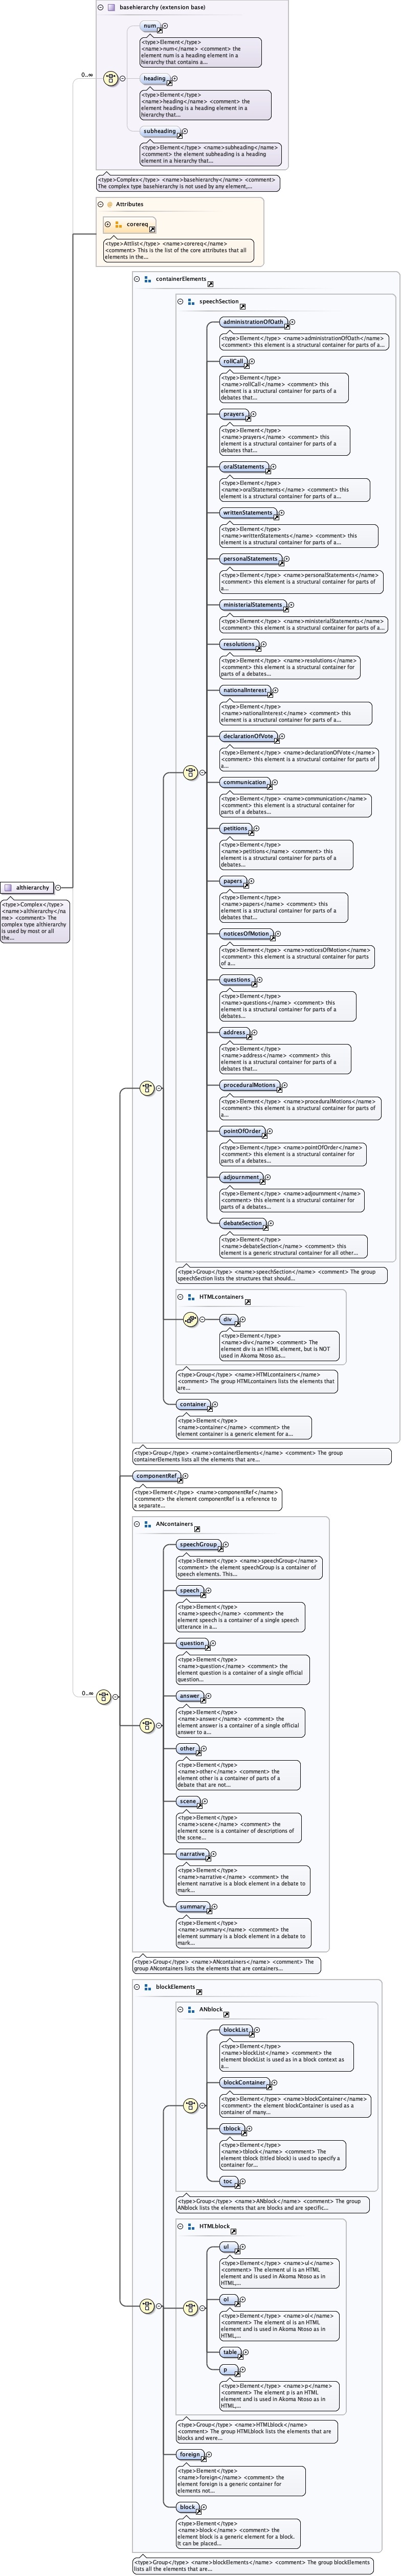 basehierarchy (extension base)
num
<type>Element</type>
<name>num</name> <comment> the
element num is a heading element in a
hierarchy that contains a...
0..∞
heading
<type>Element</type>
<name>heading</name> <comment> the
element heading is a heading element in a
hierarchy that...
subheading
<type>Element</type> <name>subheading</name>
<comment> the element subheading is a heading
element in a hierarchy that...
<type>Complex</type> <name>basehierarchy</name> <comment>
The complex type basehierarchy is not used by any element,...
Attributes
corereq
<type>Attlist</type> <name>corereq</name>
<comment> This is the list of the core attributes that all
elements in the...
containerElements
speechSection
administrationOfOath
<type>Element</type> <name>administrationOfOath</name>
<comment> this element is a structural container for parts of a...
rollCall
<type>Element</type>
<name>rollCall</name> <comment> this
element is a structural container for parts of a
debates that...
prayers
<type>Element</type>
<name>prayers</name> <comment> this
element is a structural container for parts of a
debates that...
oralStatements
<type>Element</type>
<name>oralStatements</name> <comment> this
element is a structural container for parts of a...
writtenStatements
<type>Element</type>
<name>writtenStatements</name> <comment> this
element is a structural container for parts of a...
personalStatements
<type>Element</type> <name>personalStatements</name>
<comment> this element is a structural container for parts of
a...
ministerialStatements
<type>Element</type> <name>ministerialStatements</name>
<comment> this element is a structural container for parts of a...
resolutions
<type>Element</type> <name>resolutions</name>
<comment> this element is a structural container for
parts of a debates...
nationalInterest
<type>Element</type>
<name>nationalInterest</name> <comment> this
element is a structural container for parts of a...
declarationOfVote
<type>Element</type> <name>declarationOfVote</name>
<comment> this element is a structural container for parts of
a...
communication
<type>Element</type> <name>communication</name>
<comment> this element is a structural container for
parts of a debates...
petitions
<type>Element</type>
<name>petitions</name> <comment> this
element is a structural container for parts of a
debates...
papers
<type>Element</type>
<name>papers</name> <comment> this
element is a structural container for parts of a
debates that...
althierarchy
<type>Complex</type>
<name>althierarchy</na
me> <comment> The
complex type althierarchy
is used by most or all
the...
noticesOfMotion
<type>Element</type> <name>noticesOfMotion</name>
<comment> this element is a structural container for parts
of a...
questions
<type>Element</type>
<name>questions</name> <comment> this
element is a structural container for parts of a
debates...
address
<type>Element</type>
<name>address</name> <comment> this
element is a structural container for parts of a
debates that...
proceduralMotions
<type>Element</type> <name>proceduralMotions</name>
<comment> this element is a structural container for parts of
a...
pointOfOrder
<type>Element</type> <name>pointOfOrder</name>
<comment> this element is a structural container for
parts of a debates...
adjournment
<type>Element</type> <name>adjournment</name>
<comment> this element is a structural container for
parts of a debates...
debateSection
<type>Element</type>
<name>debateSection</name> <comment> this
element is a generic structural container for all other...
<type>Group</type> <name>speechSection</name> <comment> The group
speechSection lists the structures that should...
HTMLcontainers
div
<type>Element</type>
<name>div</name> <comment> The
element div is an HTML element, but is NOT
used in Akoma Ntoso as...
<type>Group</type> <name>HTMLcontainers</name>
<comment> The group HTMLcontainers lists the elements that
are...
container
<type>Element</type>
<name>container</name> <comment> the
element container is a generic element for a...
<type>Group</type> <name>containerElements</name> <comment> The group
containerElements lists all the elements that are...
componentRef
<type>Element</type> <name>componentRef</name>
<comment> the element componentRef is a reference to
a separate...
ANcontainers
speechGroup
<type>Element</type> <name>speechGroup</name>
<comment> the element speechGroup is a container of
speech elements. This...
speech
<type>Element</type>
<name>speech</name> <comment> the
element speech is a container of a single speech
utterance in a...
question
<type>Element</type>
<name>question</name> <comment> the
element question is a container of a single official
question...
0..∞
answer
<type>Element</type>
<name>answer</name> <comment> the
element answer is a container of a single official
answer to a...
other
<type>Element</type>
<name>other</name> <comment> the
element other is a container of parts of a
debate that are not...
scene
<type>Element</type>
<name>scene</name> <comment> the
element scene is a container of descriptions of
the scene...
narrative
<type>Element</type>
<name>narrative</name> <comment> the
element narrative is a block element in a debate to
mark...
summary
<type>Element</type>
<name>summary</name> <comment> the
element summary is a block element in a debate to
mark...
<type>Group</type> <name>ANcontainers</name> <comment> The
group ANcontainers lists the elements that are containers...
blockElements
ANblock
blockList
<type>Element</type>
<name>blockList</name> <comment> the
element blockList is used as in a block context as
a...
blockContainer
<type>Element</type> <name>blockContainer</name>
<comment> the element blockContainer is used as a
container of many...
tblock
<type>Element</type>
<name>tblock</name> <comment> The
element tblock (titled block) is used to specify a
container for...
toc
<type>Group</type> <name>ANblock</name> <comment> The group
ANblock lists the elements that are blocks and are specific...
HTMLblock
ul
<type>Element</type> <name>ul</name>
<comment> The element ul is an HTML
element and is used in Akoma Ntoso as in
HTML,...
ol
<type>Element</type> <name>ol</name>
<comment> The element ol is an HTML
element and is used in Akoma Ntoso as in
HTML,...
table
p
<type>Element</type> <name>p</name>
<comment> The element p is an HTML
element and is used in Akoma Ntoso as in
HTML,...
<type>Group</type> <name>HTMLblock</name>
<comment> The group HTMLblock lists the elements that are
blocks and were...
foreign
<type>Element</type>
<name>foreign</name> <comment> the
element foreign is a generic container for
elements not...
block
<type>Element</type>
<name>block</name> <comment> the
element block is a generic element for a block.
It can be placed...
<type>Group</type> <name>blockElements</name> <comment> The group blockElements
lists all the elements that are...